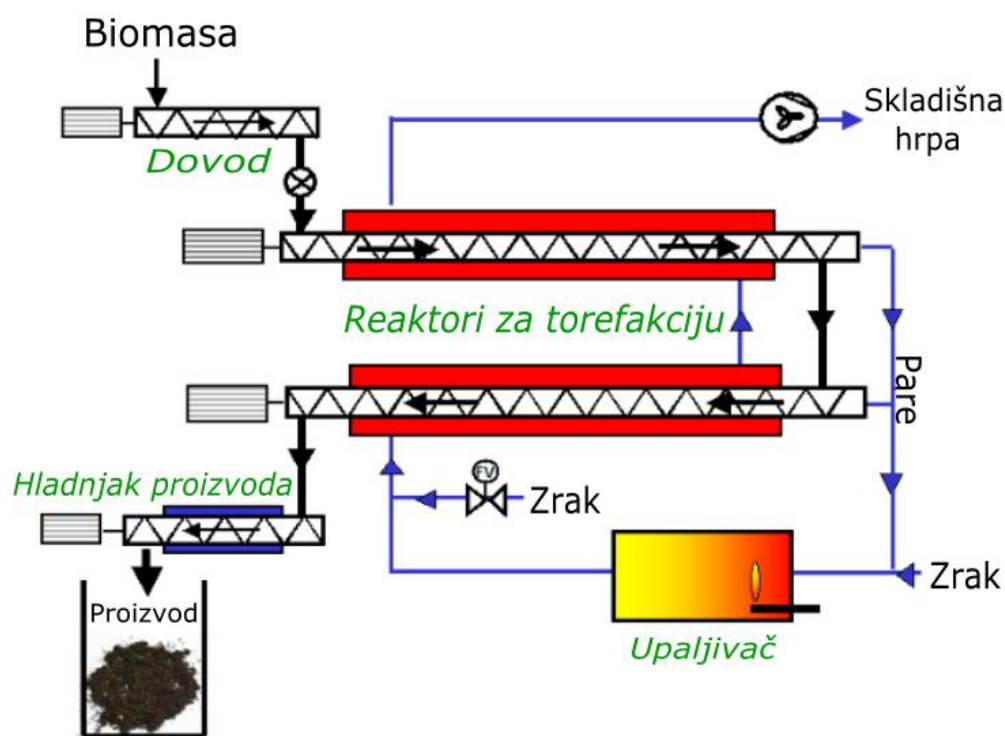 Biomasa
Dovod
Skladišna
hrpa
Reaktori za torefakciju
Pare
Hladnjak proizvoda
FV
Zrak
Zrak
Proizvod
Upaljivač